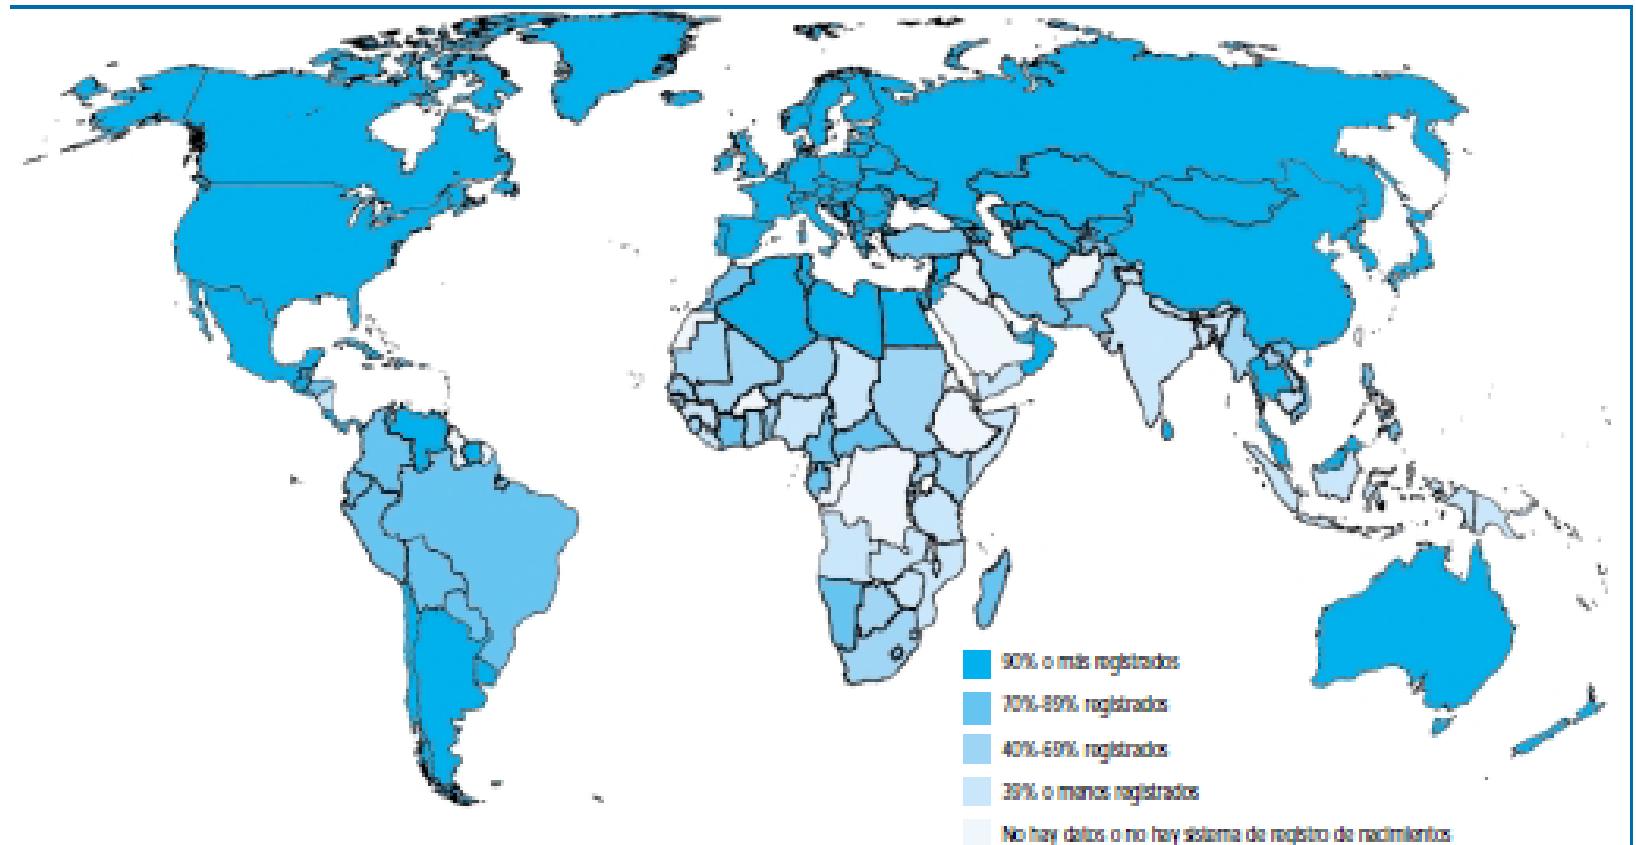 90% o más registrados
70%-89% registrados
40%-69% registrados
39% o menos registrados
No hay datos o no hay sistema de registro de nacimientos